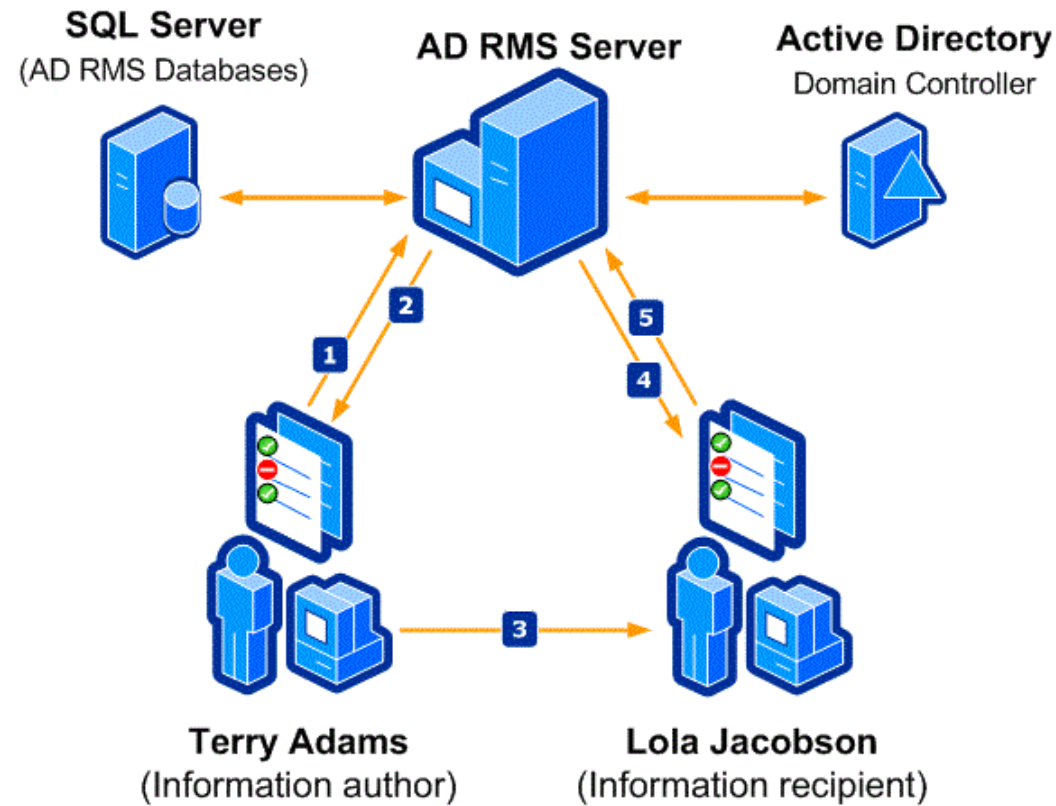 SQL Server
(AD RMS Databases)
AD RMS Server
Active Directory
Domain Controller
1
2
5
4
3
Terry Adams
(Information author)
Lola Jacobson
(Information recipient)